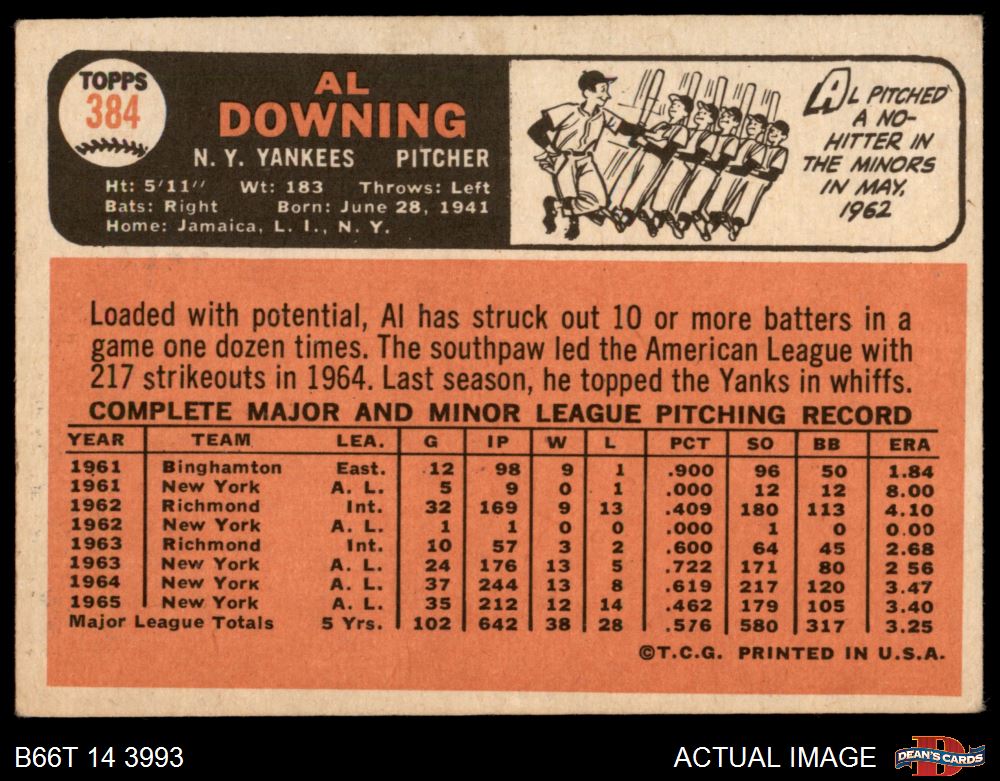 TOPPS
384
AL
DOWNING
N. Y. YANKEES PITCHER
Ht: 5'11" Wt: 183 Throws: Left
Bats: Right Born: June 28, 1941
Home: Jamaica, L. I., N. Y.
AL PITCHED
A NO-
HITTER IN
THE MINORS
IN MAY,
1962
Loaded with potential, Al has struck out 10 or more batters in a
game one dozen times. The southpaw led the American League with
217 strikeouts in 1964. Last season, he topped the Yanks in whiffs.
COMPLETE MAJOR AND MINOR LEAGUE PITCHING RECORD
YEAR TEAM LEA. G IP W L PCT SO BB ERA
1961 Binghamton East. 12 98 9 1 .900 96 50 1.84
1961 New York A. L. 5 9 0 1 .000 12 12 8.00
1962 Richmond Int. 32 169 9 13 .409 180 113 4.10
1962 New York A. L. 1 1 0 0 .000 1 0 0.00
1963 Richmond Int. 10 57 3 2 .600 64 45 2.68
1963 New York A. L. 24 176 13 5 .722 171 80 2 56
1964 New York A. L. 37 244 13 8 .619 217 120 3.47
1965 New York A. L. 35 212 12 14 .462 179 105 3.40
Major League Totals 5 Yrs. 102 642 38 28 .576 580 317 3.25
©T.C.G. PRINTED IN U.S.A.
B66T 14 3993
ACTUAL IMAGE
D
DEAN'S CARDS